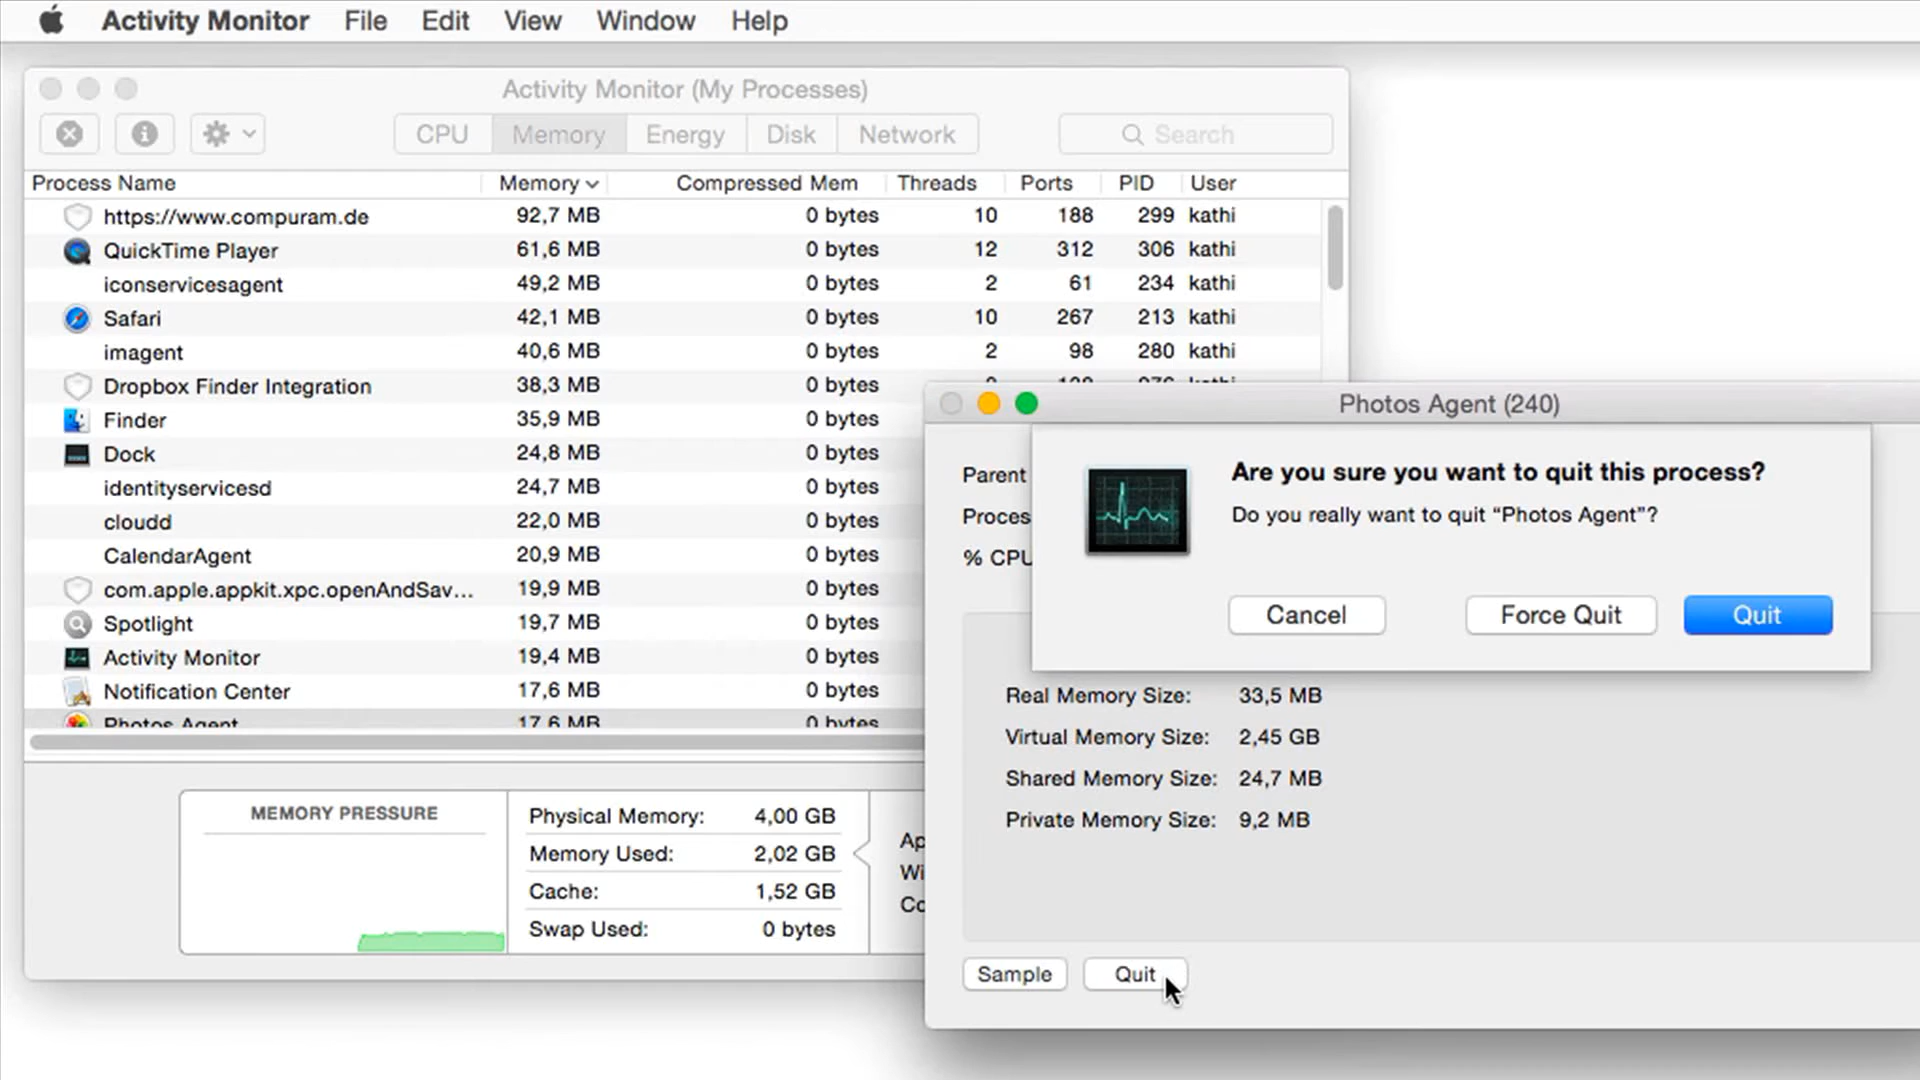 Activity Monitor File Edit View Window Help
Activity Monitor (My Processes)
CPU Memory Energy Disk Network Search
Process Name Memory Compressed Mem Threads Ports PID User
https://www.compuram.de 92,7 MB 0 bytes 10 188 299 kathi
QuickTime Player 61,6 MB 0 bytes 12 312 306 kathi
iconservicesagent 49,2 MB 0 bytes 2 61 234 kathi
Safari 42,1 MB 0 bytes 10 267 213 kathi
imagent 40,6 MB 0 bytes 2 98 280 kathi
Dropbox Finder Integration 38,3 MB 0 bytes kathi
Finder 35,9 MB 0 bytes
Dock 24,8 MB 0 bytes
identityservicesd 24,7 MB 0 bytes
cloudd 22,0 MB 0 bytes
CalendarAgent 20,9 MB 0 bytes
com.apple.appkit.xpc.openAndSav... 19,9 MB 0 bytes
Spotlight 19,7 MB 0 bytes
Activity Monitor 19,4 MB 0 bytes
Notification Center 17,6 MB 0 bytes
Photos Agent 17,6 MB 0 bytes
MEMORY PRESSURE
Physical Memory: 4,00 GB
Memory Used: 2,02 GB
Cache: 1,52 GB
Swap Used: 0 bytes
Ap
Wi
Co
Photos Agent (240)
Parent
Proces
% CPU
Are you sure you want to quit this process?
Do you really want to quit “Photos Agent”?
Cancel Force Quit Quit
Real Memory Size: 33,5 MB
Virtual Memory Size: 2,45 GB
Shared Memory Size: 24,7 MB
Private Memory Size: 9,2 MB
Sample Quit